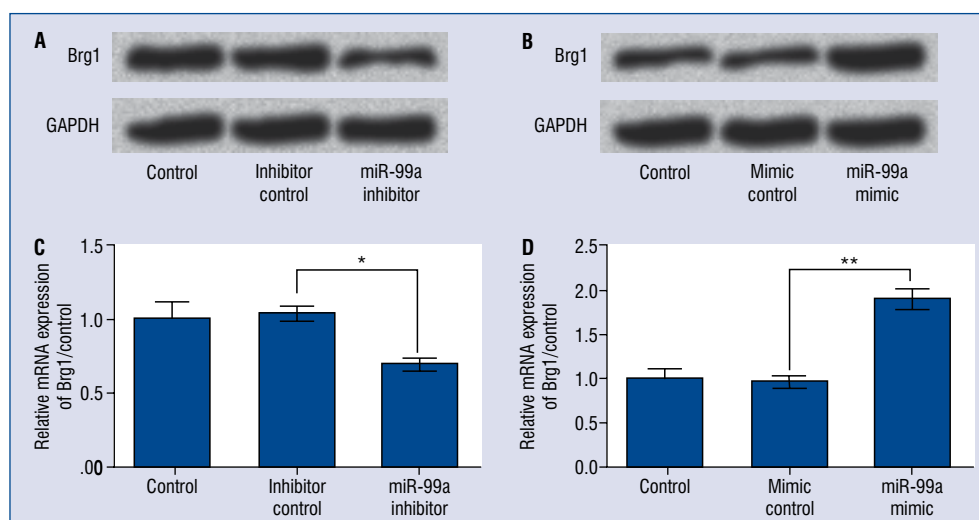 A
Brg1
GAPDH
Control
Inhibitor
control
miR-99a
inhibitor
B
Brg1
GAPDH
Control
Mimic
control
miR-99a
mimic
C
Relative mRNA expression
of Brg1/control
1.5
1.0
0.5
.00
*
Control
Inhibitor
control
miR-99a
inhibitor
D
Relative mRNA expression
of Brg1/control
2.5
2.0
1.5
1.0
0.5
0.0
**
Control
Mimic
control
miR-99a
mimic